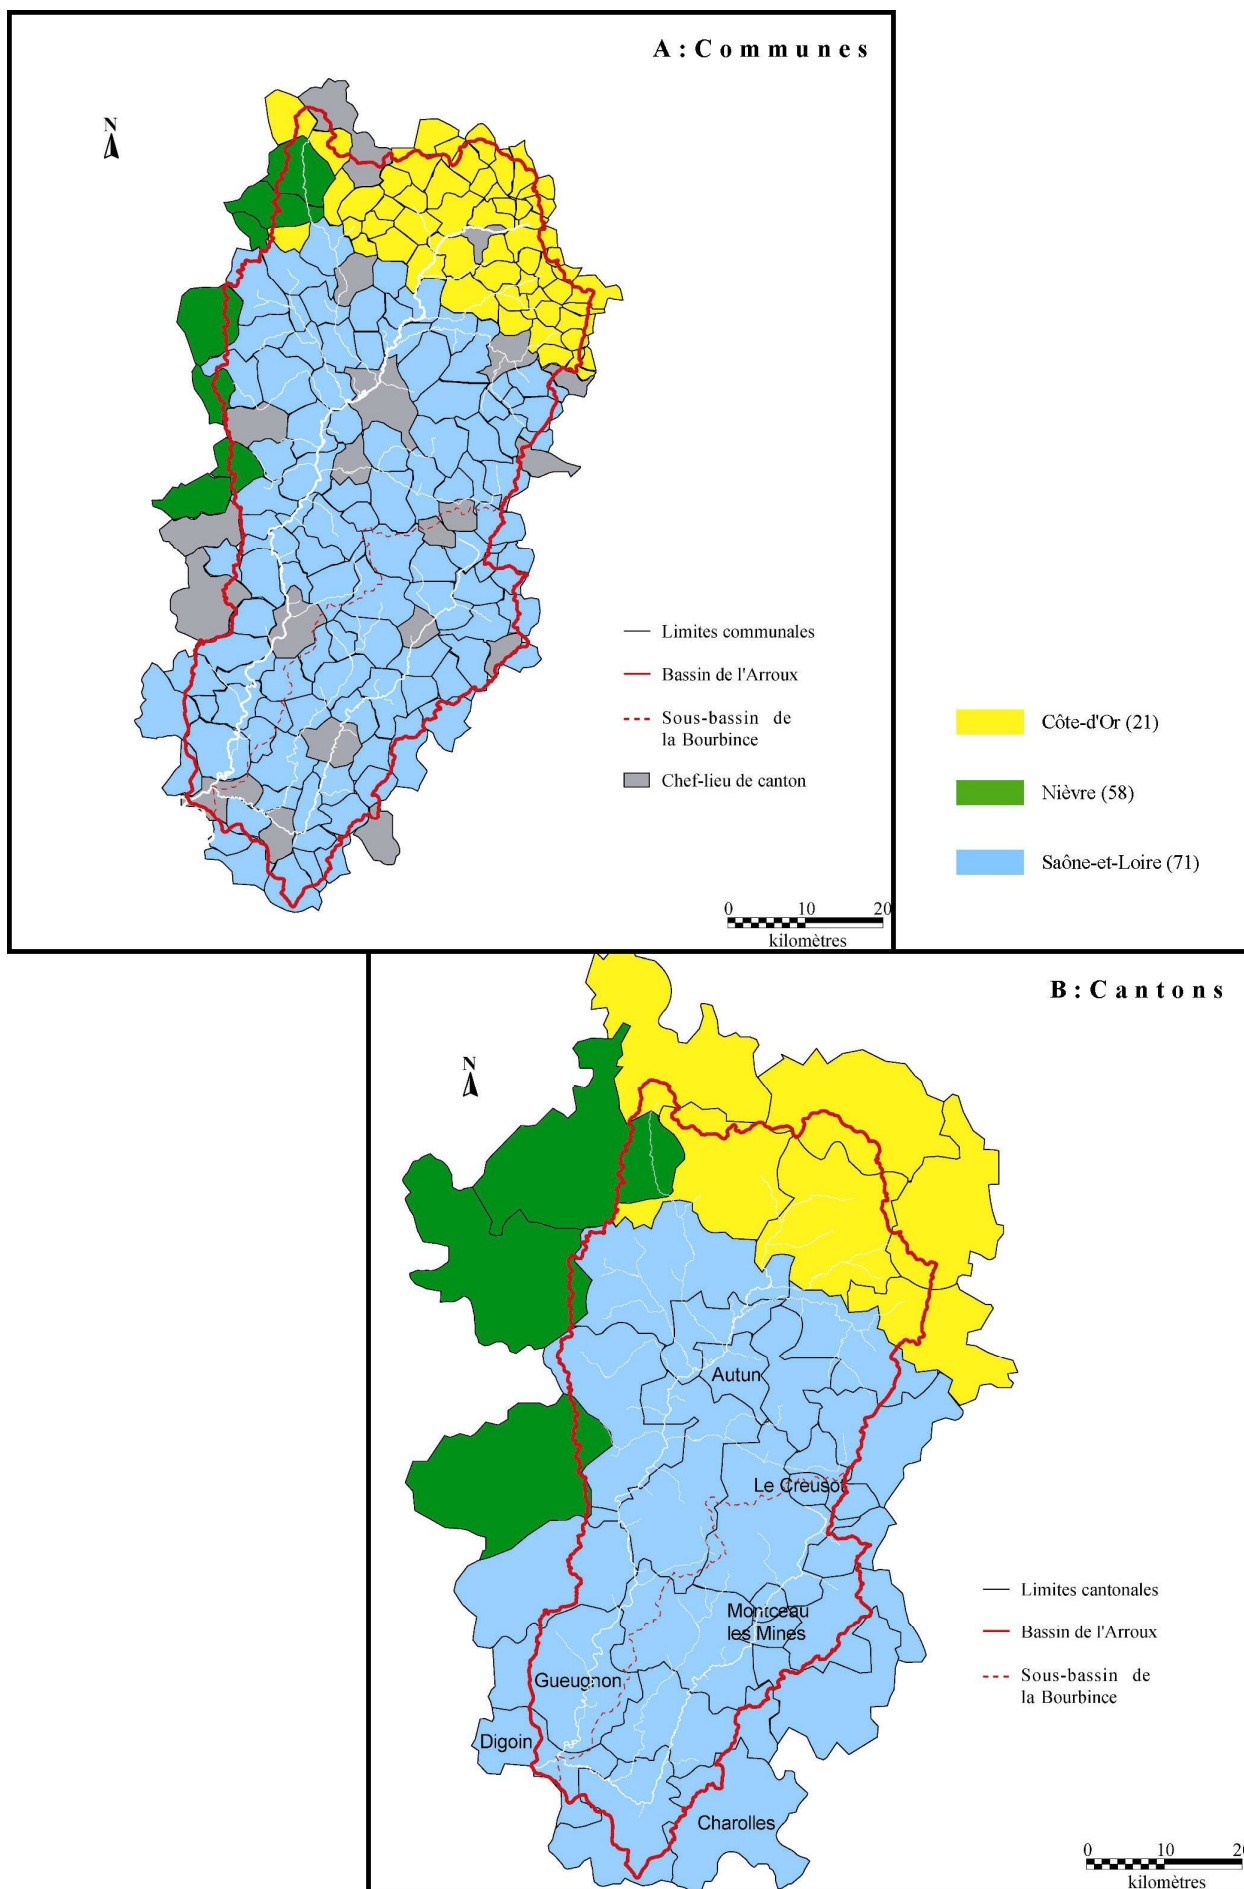 A : Communes
N
Limites communales
Bassin de l'Arroux
Sous-bassin de
la Bourbince
Chef-lieu de canton
0 10 20
kilomètres
Côte-d'Or (21)
Nièvre (58)
Saône-et-Loire (71)
B : Cantons
N
Autun
Le Creusot
Montceau
les Mines
Gueugnon
Digoin
Charolles
Limites cantonales
Bassin de l'Arroux
Sous-bassin de
la Bourbince
0 10 20
kilomètres